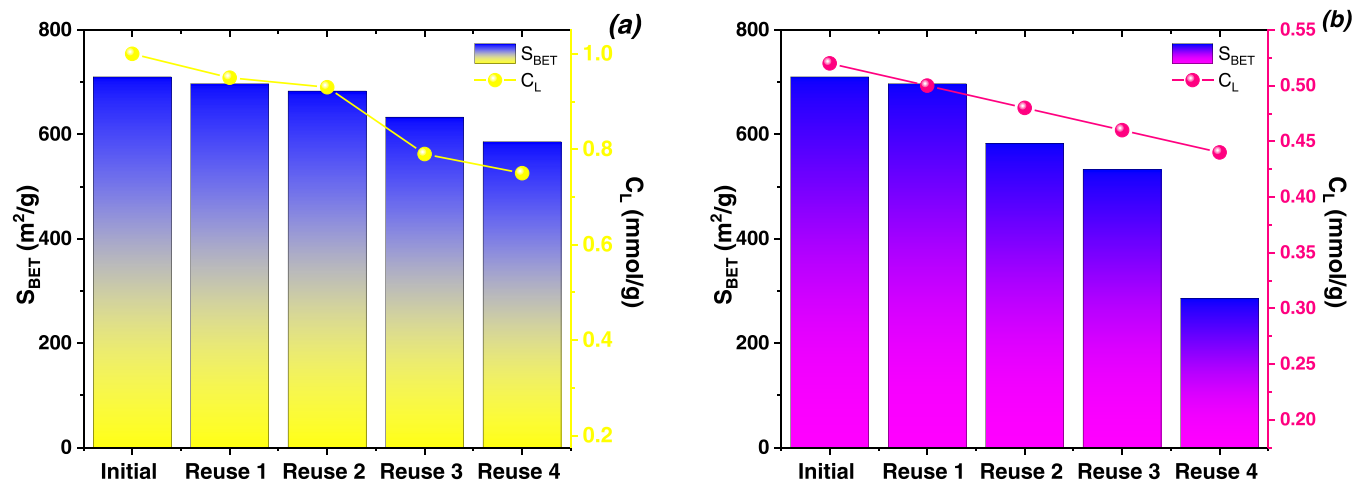 (a)
S_BET
C_L
800
600
400
200
0
S_BET (m²/g)
1.0
0.8
0.6
0.4
0.2
C_L (mmol/g)
Initial Reuse 1 Reuse 2 Reuse 3 Reuse 4
(b)
S_BET
C_L
800
600
400
200
0
S_BET (m²/g)
0.55
0.50
0.45
0.40
0.35
0.30
0.25
0.20
C_L (mmol/g)
Initial Reuse 1 Reuse 2 Reuse 3 Reuse 4